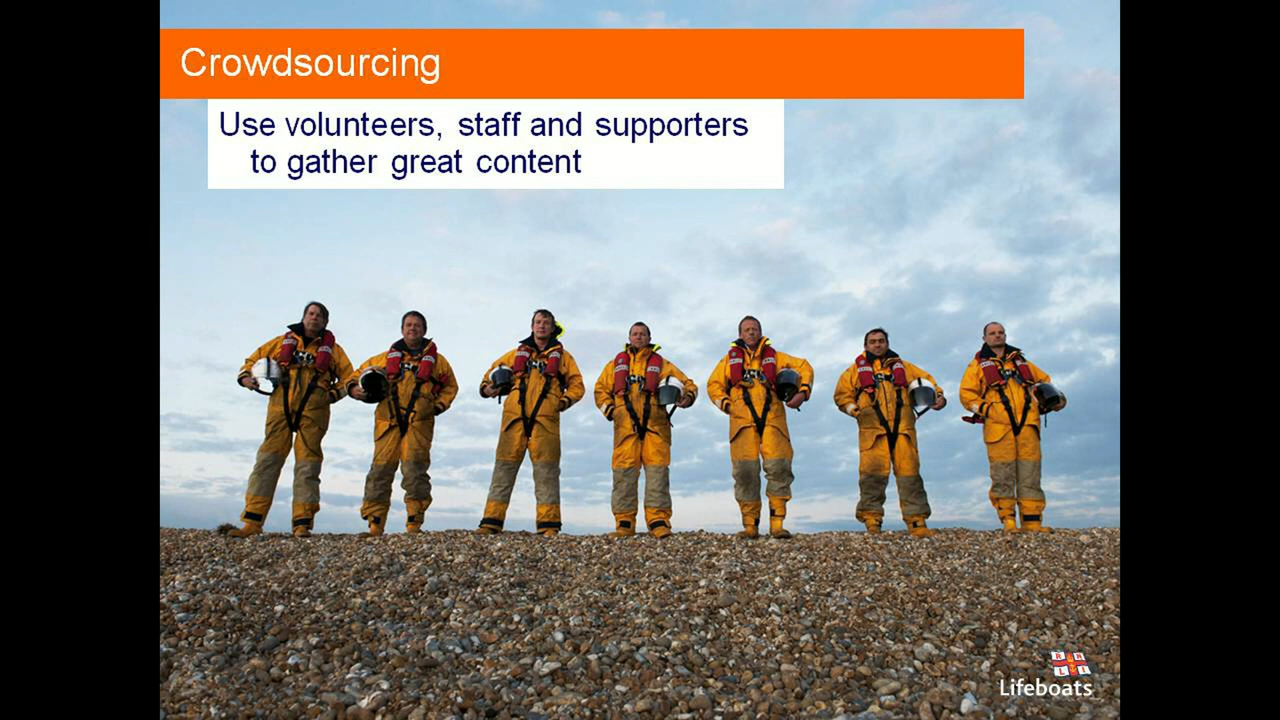 Crowdsourcing
Use volunteers, staff and supporters
to gather great content
R N
L I
Lifeboats